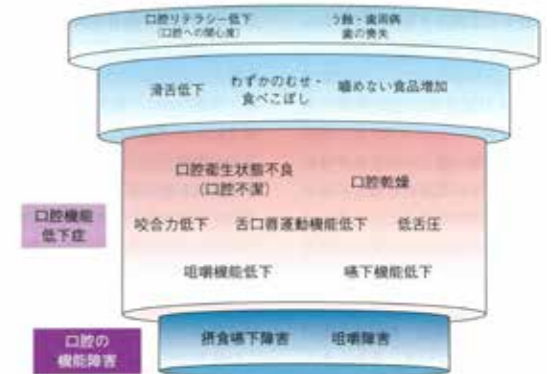 口腔リテラシー低下 う蝕・歯周病
(口腔への関心度) 歯の喪失
滑舌低下 わずかのむせ・ 噛めない食品増加
食べこぼし
口腔衛生状態不良 口腔乾燥
(口腔不潔)
口腔機能
低下症
咬合力低下 舌口唇運動機能低下 低舌圧
咀嚼機能低下 嚥下機能低下
口腔の
機能障害
摂食嚥下障害 咀嚼障害